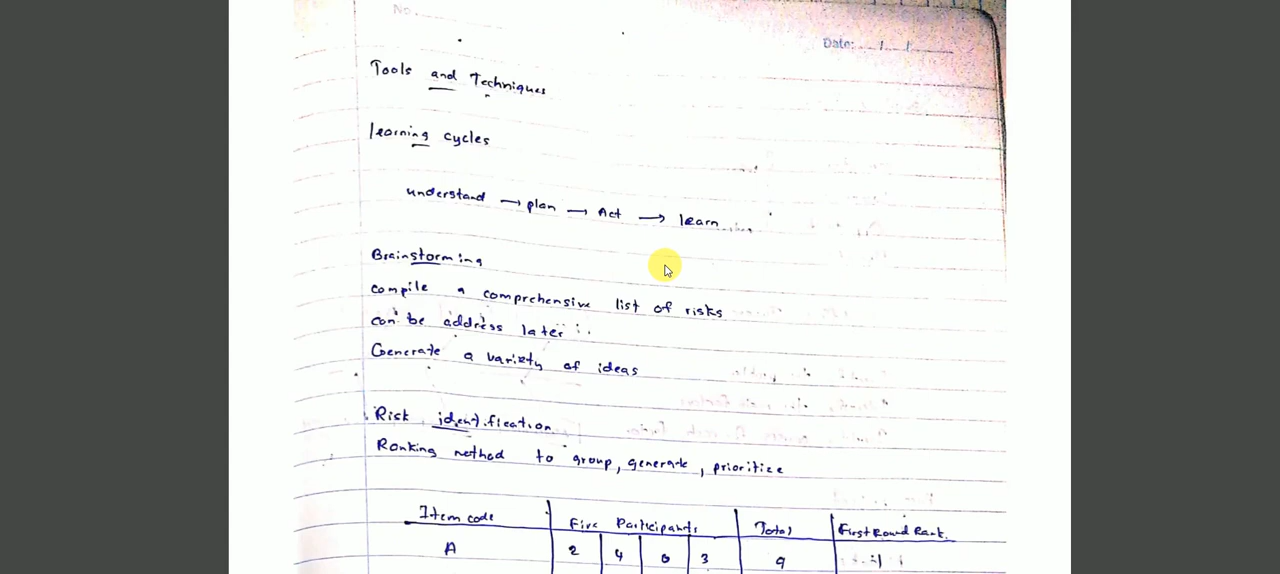 No.
Date:
Tools and Techniques
learning cycles
understand → plan → Act → learn
Brainstorming
compile a comprehensive list of risks
can be address later
Generate a variety of ideas
Risk identification
Ranking method to group, generate, prioritize
Item code Five Participants Total First Round Rank.
A 2 4 0 3 9